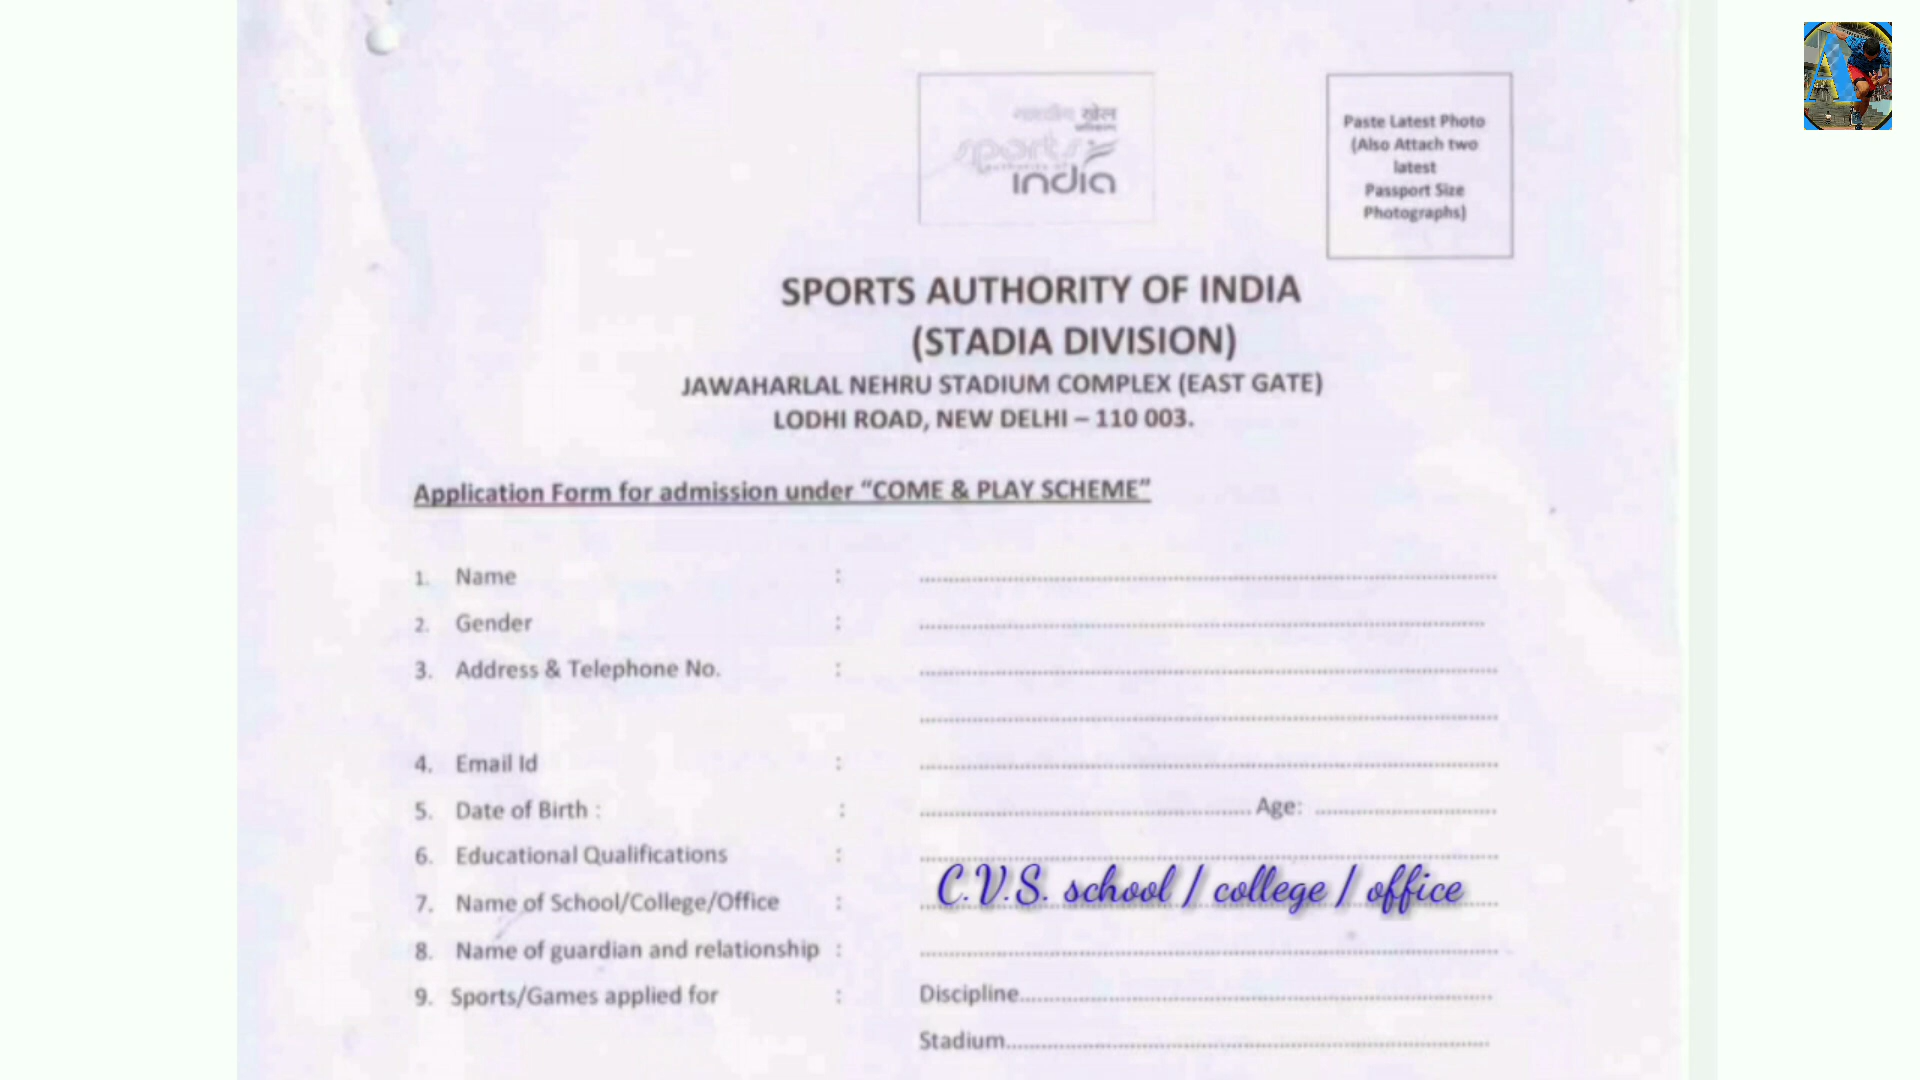 भारतीय खेल
sports
authority of
india
Paste Latest Photo
(Also Attach two
latest
Passport Size
Photographs)
SPORTS AUTHORITY OF INDIA
(STADIA DIVISION)
JAWAHARLAL NEHRU STADIUM COMPLEX (EAST GATE)
LODHI ROAD, NEW DELHI – 110 003.
Application Form for admission under “COME & PLAY SCHEME”
1. Name :
2. Gender :
3. Address & Telephone No. :
4. Email Id :
5. Date of Birth : : Age:
6. Educational Qualifications :
7. Name of School/College/Office : C.V.S. school / college / office
8. Name of guardian and relationship :
9. Sports/Games applied for : Discipline
Stadium
A